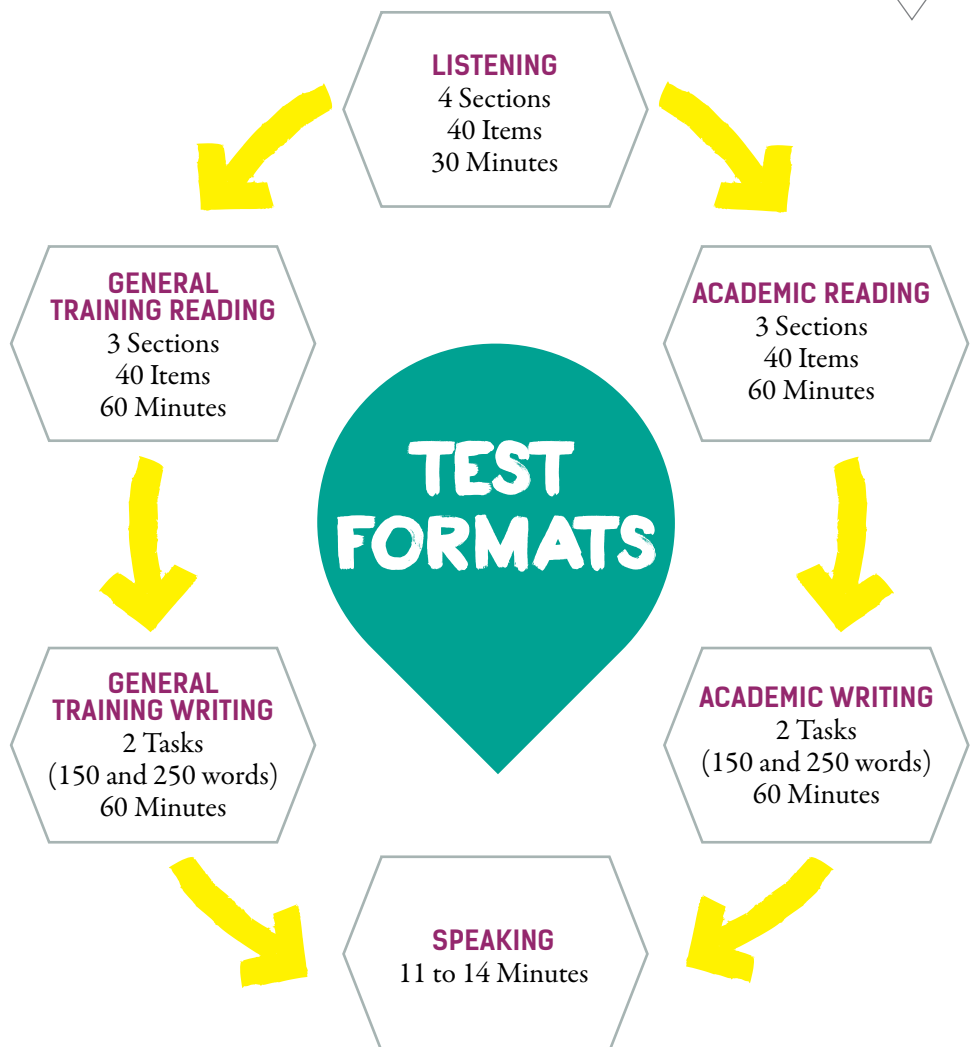 LISTENING
4 Sections
40 Items
30 Minutes
GENERAL
TRAINING READING
3 Sections
40 Items
60 Minutes
ACADEMIC READING
3 Sections
40 Items
60 Minutes
TEST
FORMATS
GENERAL
TRAINING WRITING
2 Tasks
(150 and 250 words)
60 Minutes
ACADEMIC WRITING
2 Tasks
(150 and 250 words)
60 Minutes
SPEAKING
11 to 14 Minutes